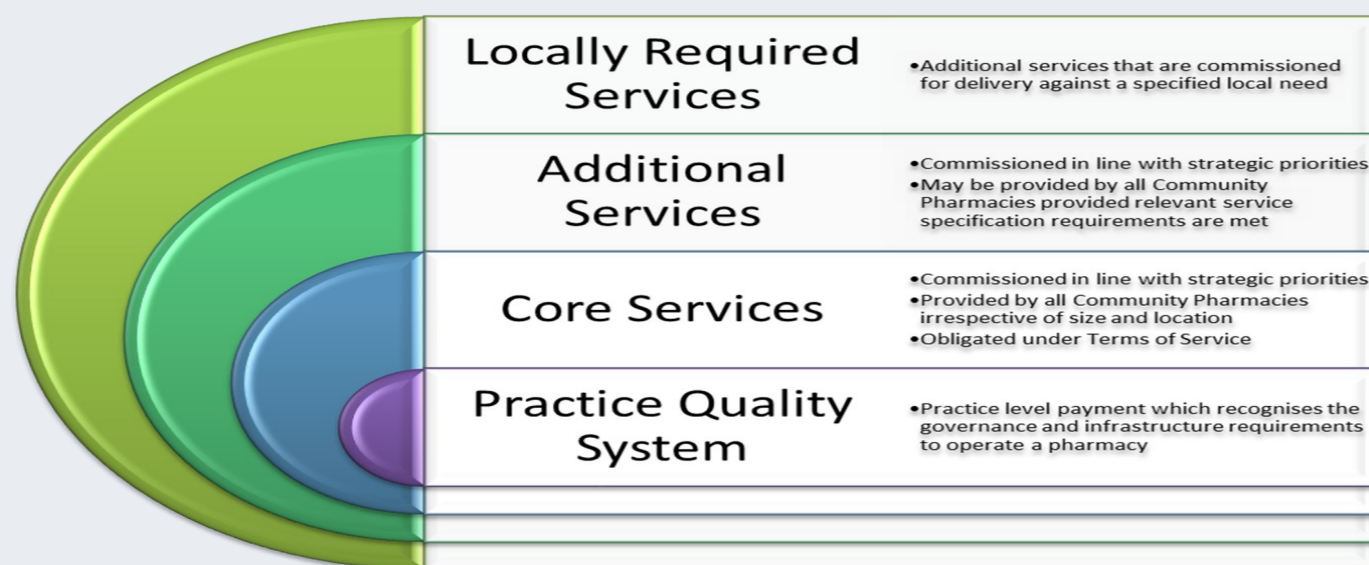 Locally Required
Services
•Additional services that are commissioned
for delivery against a specified local need
Additional
Services
•Commissioned in line with strategic priorities
•May be provided by all Community
Pharmacies provided relevant service
specification requirements are met
Core Services
•Commissioned in line with strategic priorities
•Provided by all Community Pharmacies
irrespective of size and location
•Obligated under Terms of Service
Practice Quality
System
•Practice level payment which recognises the
governance and infrastructure requirements
to operate a pharmacy